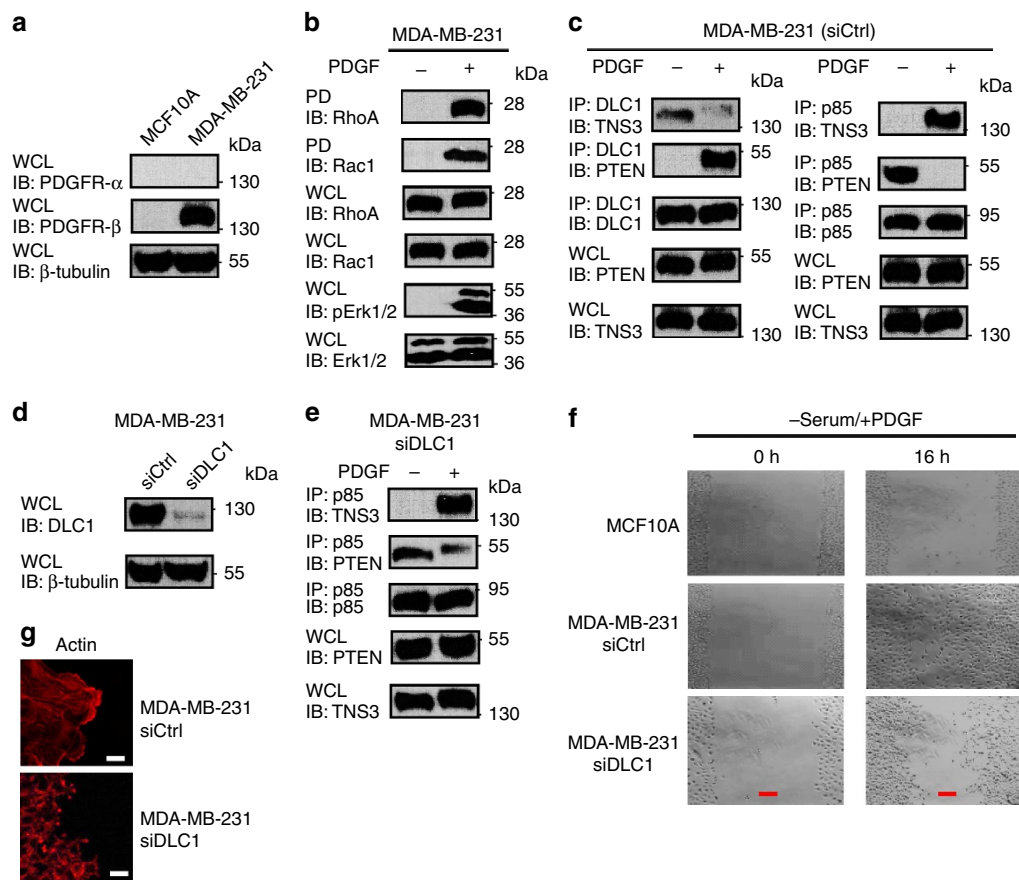 a
MCF10A
MDA-MB-231
kDa
WCL
IB: PDGFR-α
130
WCL
IB: PDGFR-β
130
WCL
IB: β-tubulin
55
b
MDA-MB-231
PDGF – +
kDa
PD
IB: RhoA
28
PD
IB: Rac1
28
WCL
IB: RhoA
28
WCL
IB: Rac1
28
WCL
IB: pErk1/2
55
36
WCL
IB: Erk1/2
55
36
c
MDA-MB-231 (siCtrl)
PDGF – +
kDa
IP: DLC1
IB: TNS3
130
IP: DLC1
IB: PTEN
55
IP: DLC1
IB: DLC1
130
WCL
IB: PTEN
55
WCL
IB: TNS3
130
PDGF – +
kDa
IP: p85
IB: TNS3
130
IP: p85
IB: PTEN
55
IP: p85
IB: p85
95
WCL
IB: PTEN
55
WCL
IB: TNS3
130
d
MDA-MB-231
siCtrl
siDLC1
kDa
WCL
IB: DLC1
130
WCL
IB: β-tubulin
55
e
MDA-MB-231
siDLC1
PDGF – +
kDa
IP: p85
IB: TNS3
130
IP: p85
IB: PTEN
55
IP: p85
IB: p85
95
WCL
IB: PTEN
55
WCL
IB: TNS3
130
f
–Serum/+PDGF
0 h 16 h
MCF10A
MDA-MB-231
siCtrl
MDA-MB-231
siDLC1
g
Actin
MDA-MB-231
siCtrl
MDA-MB-231
siDLC1